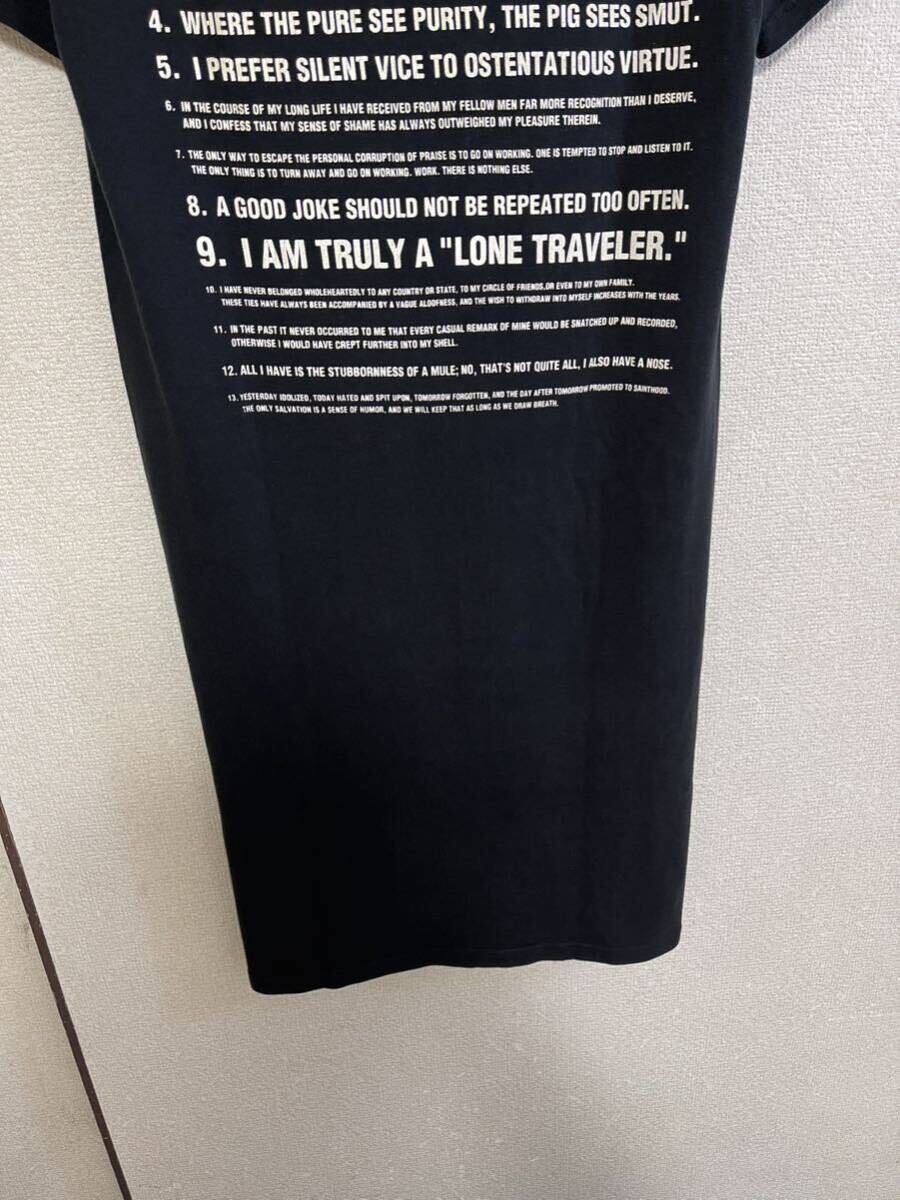 4. WHERE THE PURE SEE PURITY, THE PIG SEES SMUT.
5. I PREFER SILENT VICE TO OSTENTATIOUS VIRTUE.
6. IN THE COURSE OF MY LONG LIFE I HAVE RECEIVED FROM MY FELLOW MEN FAR MORE RECOGNITION THAN I DESERVE,
AND I CONFESS THAT MY SENSE OF SHAME HAS ALWAYS OUTWEIGHED MY PLEASURE THEREIN.
7. THE ONLY WAY TO ESCAPE THE PERSONAL CORRUPTION OF PRAISE IS TO GO ON WORKING. ONE IS TEMPTED TO STOP AND LISTEN TO IT.
THE ONLY THING IS TO TURN AWAY AND GO ON WORKING. WORK. THERE IS NOTHING ELSE.
8. A GOOD JOKE SHOULD NOT BE REPEATED TOO OFTEN.
9. I AM TRULY A "LONE TRAVELER."
10. I HAVE NEVER BELONGED WHOLEHEARTEDLY TO ANY COUNTRY OR STATE, TO MY CIRCLE OF FRIENDS,OR EVEN TO MY OWN FAMILY.
THESE TIES HAVE ALWAYS BEEN ACCOMPANIED BY A VAGUE ALOOFNESS, AND THE WISH TO WITHDRAW INTO MYSELF INCREASES WITH THE YEARS.
11. IN THE PAST IT NEVER OCCURRED TO ME THAT EVERY CASUAL REMARK OF MINE WOULD BE SNATCHED UP AND RECORDED,
OTHERWISE I WOULD HAVE CREPT FURTHER INTO MY SHELL.
12. ALL I HAVE IS THE STUBBORNNESS OF A MULE; NO, THAT'S NOT QUITE ALL, I ALSO HAVE A NOSE.
13. YESTERDAY IDOLIZED, TODAY HATED AND SPIT UPON, TOMORROW FORGOTTEN, AND THE DAY AFTER TOMORROW PROMOTED TO SAINTHOOD.
THE ONLY SALVATION IS A SENSE OF HUMOR, AND WE WILL KEEP THAT AS LONG AS WE DRAW BREATH.